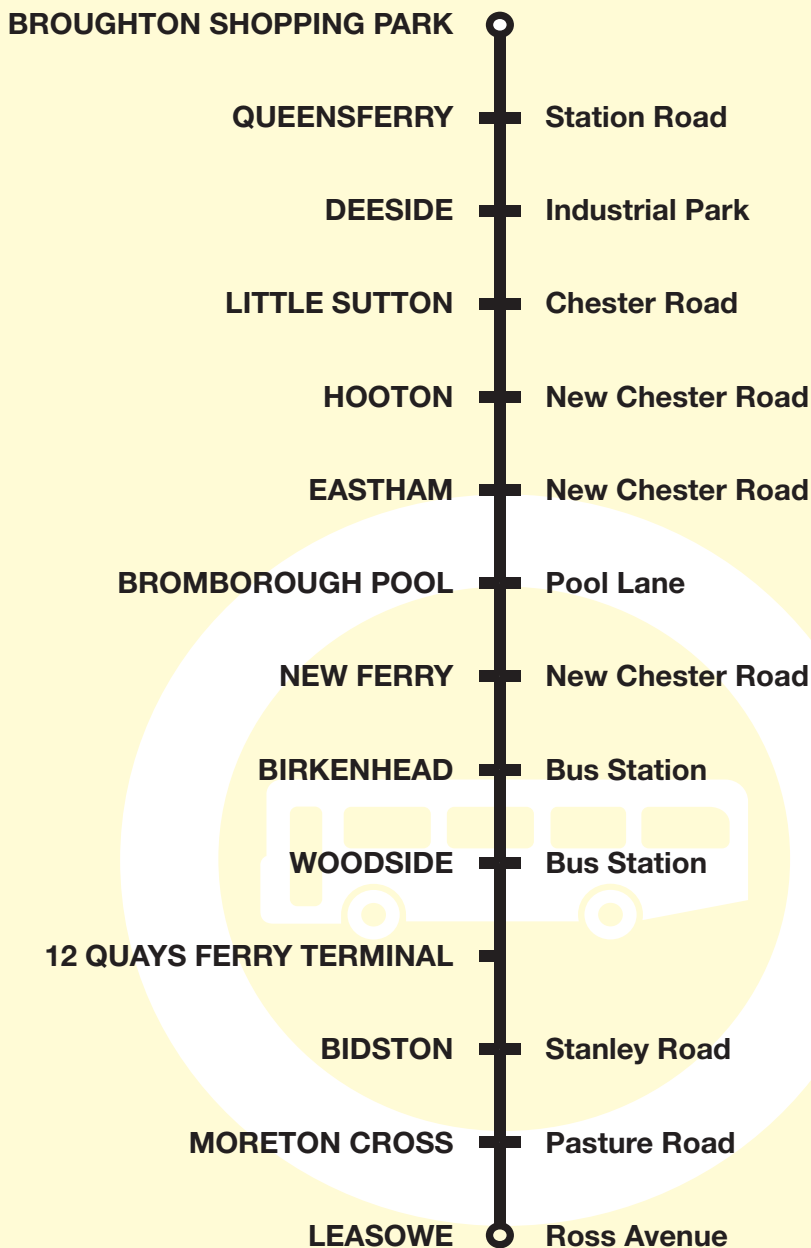 BROUGHTON SHOPPING PARK
QUEENSFERRY Station Road
DEESIDE Industrial Park
LITTLE SUTTON Chester Road
HOOTON New Chester Road
EASTHAM New Chester Road
BROMBOROUGH POOL Pool Lane
NEW FERRY New Chester Road
BIRKENHEAD Bus Station
WOODSIDE Bus Station
12 QUAYS FERRY TERMINAL
BIDSTON Stanley Road
MORETON CROSS Pasture Road
LEASOWE Ross Avenue